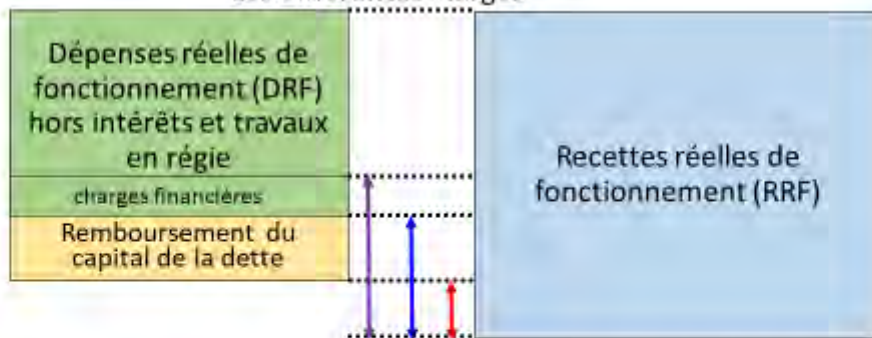 Dépenses réelles de
fonctionnement (DRF)
hors intérêts et travaux
en régie
charges financières
Remboursement du
capital de la dette
Recettes réelles de
fonctionnement (RRF)